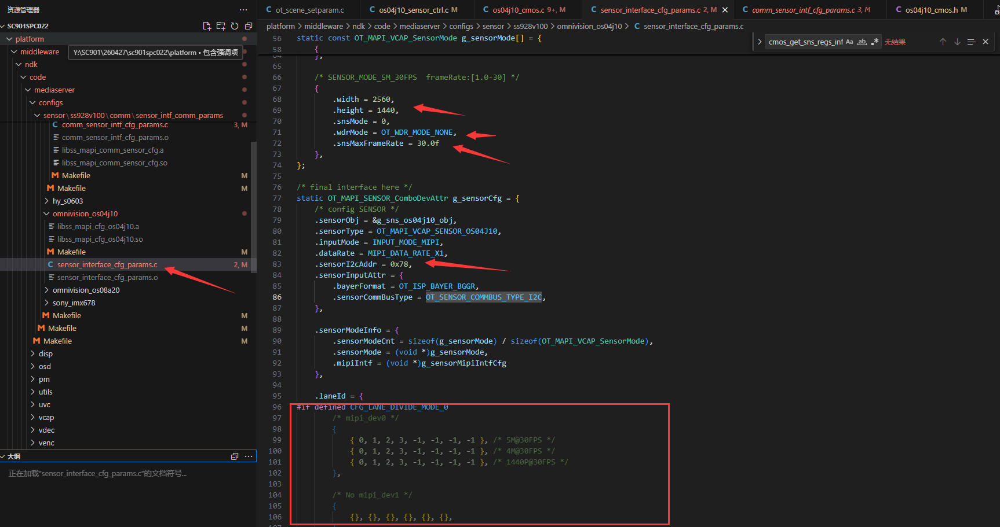 资源管理器
···
SC901SPC022
platform
middleware
Y:\SC901\260427\sc901spc022\platform • 包含强调项
ndk
code
mediaserver
configs
sensor\ss928v100\comm\sensor_intf_comm_params
comm_sensor_intf_cfg_params.c 3, M
comm_sensor_intf_cfg_params.o
libss_mapi_comm_sensor_cfg.a
libss_mapi_comm_sensor_cfg.so
Makefile M
Makefile M
hy_s0603
omnivision_os04j10
libss_mapi_cfg_os04j10.a
libss_mapi_cfg_os04j10.so
Makefile M
sensor_interface_cfg_params.c 2, M
sensor_interface_cfg_params.o
omnivision_os08a20
sony_imx678
Makefile M
Makefile M
Makefile M
disp
osd
pm
utils
uvc
vcap
vdec
venc
大纲
···
正在加载"sensor_interface_cfg_params.c"的文档符号...
C ot_scene_setparam.c
C os04j10_sensor_ctrl.c M
C os04j10_cmos.c 9+, M
C sensor_interface_cfg_params.c 2, M
C comm_sensor_intf_cfg_params.c 3, M
C os04j10_cmos.h M
platform > middleware > ndk > code > mediaserver > configs > sensor > ss928v100 > omnivision_os04j10 > C sensor_interface_cfg_params.c
cmos_get_sns_regs_inf Aa ab .* 无结果
56 static const OT_MAPI_VCAP_SensorMode g_sensorMode[] = {
58 {
64 },
65
66 /* SENSOR_MODE_5M_30FPS  frameRate:[1.0-30] */
67 {
68 .width = 2560,
69 .height = 1440,
70 .snsMode = 0,
71 .wdrMode = OT_WDR_MODE_NONE,
72 .snsMaxFrameRate = 30.0f
73 },
74 };
75
76 /* final interface here */
77 static OT_MAPI_SENSOR_ComboDevAttr g_sensorCfg = {
78 /* config SENSOR */
79 .sensorObj = &g_sns_os04j10_obj,
80 .sensorType = OT_MAPI_VCAP_SENSOR_OS04J10,
81 .inputMode = INPUT_MODE_MIPI,
82 .dataRate = MIPI_DATA_RATE_X1,
83 .sensorI2cAddr = 0x78,
84 .sensorInputAttr = {
85 .bayerFormat = OT_ISP_BAYER_BGGR,
86 .sensorCommBusType = OT_SENSOR_COMMBUS_TYPE_I2C,
87 },
88
89 .sensorModeInfo = {
90 .sensorModeCnt = sizeof(g_sensorMode) / sizeof(OT_MAPI_VCAP_SensorMode),
91 .sensorMode = (void *)g_sensorMode,
92 .mipiIntf = (void *)g_sensorMipiIntfCfg
93 },
94
95 .laneId = {
96 #if defined CFG_LANE_DIVIDE_MODE_0
97 /* mipi_dev0 */
98 {
99 { 0, 1, 2, 3, -1, -1, -1, -1 }, /* 5M@30FPS */
100 { 0, 1, 2, 3, -1, -1, -1, -1 }, /* 4M@30FPS */
101 { 0, 1, 2, 3, -1, -1, -1, -1 }, /* 1440P@30FPS */
102 },
103
104 /* No mipi_dev1 */
105 {
106 {}, {}, {}, {}, {}, {},
107